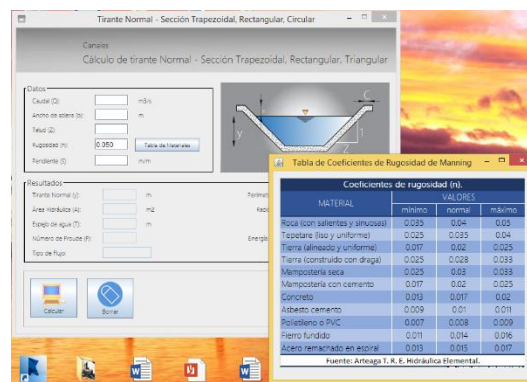 Tirante Normal - Sección Trapezoidal, Rectangular, Circular
Canales
Cálculo de tirante Normal - Sección Trapezoidal, Rectangular, Triangular
Datos
Caudal (Q): m3/s
Ancho de solera (b): m
Talud (Z):
Rugosidad (n): 0.050 Tabla de Materiales
Pendiente (S): m/m
y
C
1
Z
Resultados
Tirante Normal (y): m
Área Hidráulica (A): m2
Espejo de agua (T): m
Número de Froude (F):
Tipo de Flujo:
Calcular
Borrar
Tabla de Coeficientes de Rugosidad de Manning
Coeficientes de rugosidad (n).
MATERIAL VALORES
mínimo normal máximo
Roca (con salientes y sinuosas) 0.035 0.04 0.05
Tepetate (liso y uniforme) 0.025 0.035 0.04
Tierra (alineado y uniforme) 0.017 0.02 0.025
Tierra (construido con draga) 0.025 0.028 0.033
Mampostería seca 0.025 0.03 0.033
Mampostería con cemento 0.017 0.02 0.025
Concreto 0.013 0.017 0.02
Asbesto cemento 0.009 0.01 0.011
Polietileno o PVC 0.007 0.008 0.009
Fierro fundido 0.011 0.014 0.016
Acero remachado en espiral 0.013 0.015 0.017
Fuente: Arteaga T. R. E. Hidráulica Elemental.